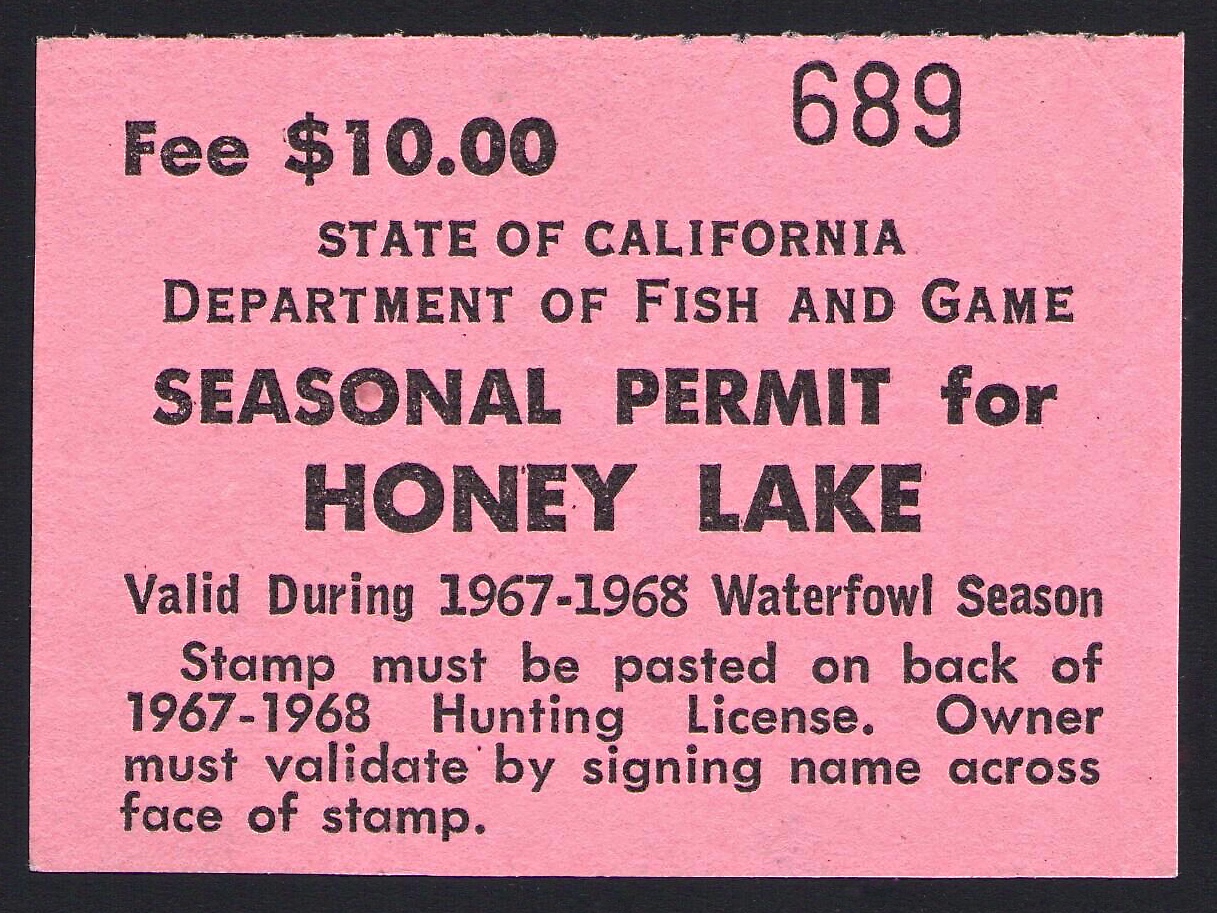 689
Fee $10.00
STATE OF CALIFORNIA
DEPARTMENT OF FISH AND GAME
SEASONAL PERMIT for
HONEY LAKE
Valid During 1967-1968 Waterfowl Season
Stamp must be pasted on back of
1967-1968 Hunting License. Owner
must validate by signing name across
face of stamp.